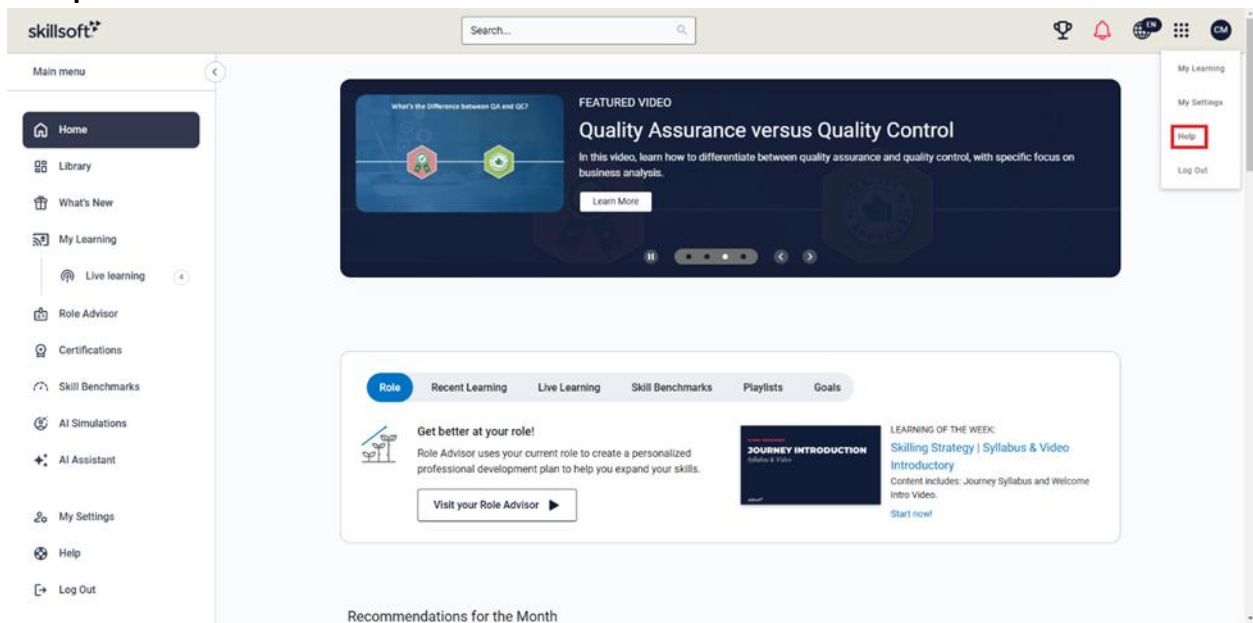 skillsoft
Search...
EN
CM
Main menu
Home
Library
What's New
My Learning
Live learning
4
Role Advisor
Certifications
Skill Benchmarks
AI Simulations
AI Assistant
My Settings
Help
Log Out
My Learning
My Settings
Help
Log Out
What's the Difference between QA and QC?
FEATURED VIDEO
Quality Assurance versus Quality Control
In this video, learn how to differentiate between quality assurance and quality control, with specific focus on
business analysis.
Learn More
Role
Recent Learning
Live Learning
Skill Benchmarks
Playlists
Goals
Get better at your role!
Role Advisor uses your current role to create a personalized
professional development plan to help you expand your skills.
Visit your Role Advisor
JOURNEY INTRODUCTION
Syllabus & Video
LEARNING OF THE WEEK:
Skilling Strategy | Syllabus & Video
Introductory
Content includes: Journey Syllabus and Welcome
Intro Video.
Start now!
Recommendations for the Month